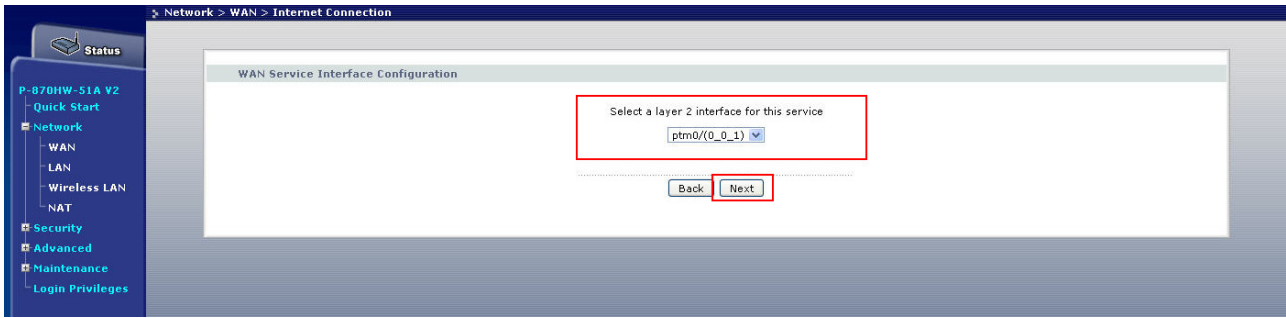 Network > WAN > Internet Connection
Status
P-870HW-51A V2
Quick Start
Network
WAN
LAN
Wireless LAN
NAT
Security
Advanced
Maintenance
Login Privileges
WAN Service Interface Configuration
Select a layer 2 interface for this service
ptm0/(0_0_1)
Back Next